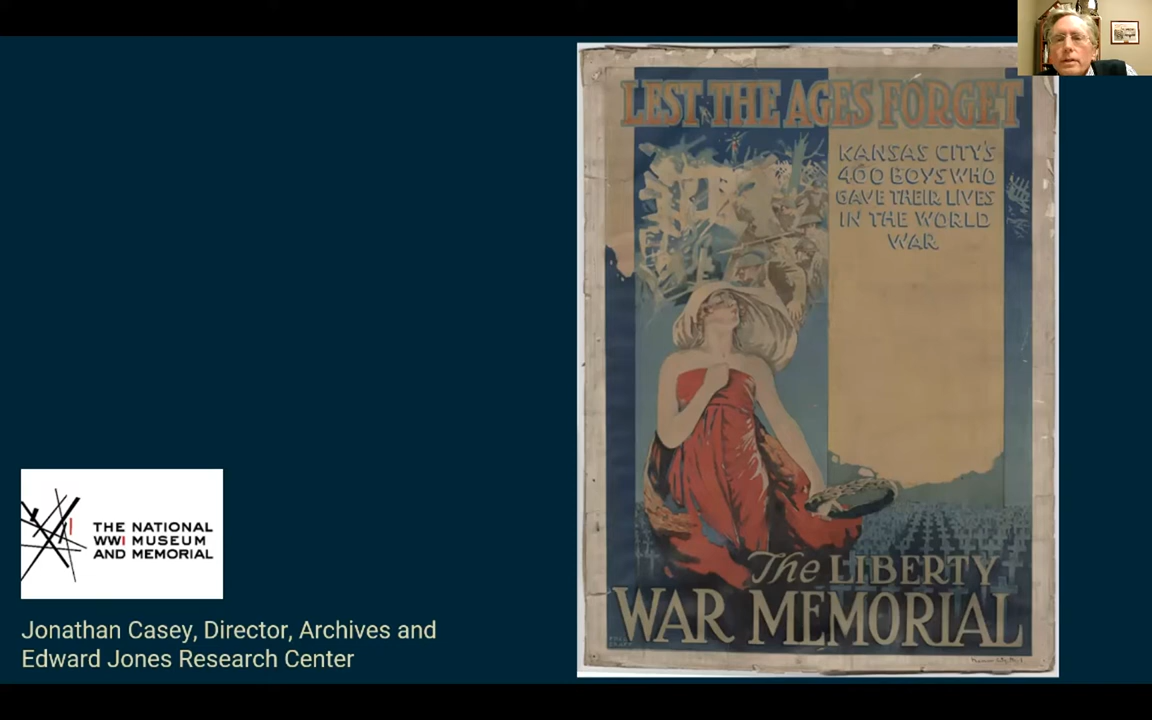 LEST THE AGES FORGET
KANSAS CITY'S
400 BOYS WHO
GAVE THEIR LIVES
IN THE WORLD
WAR
The LIBERTY
WAR MEMORIAL
THE NATIONAL
WWI MUSEUM
AND MEMORIAL
Jonathan Casey, Director, Archives and
Edward Jones Research Center